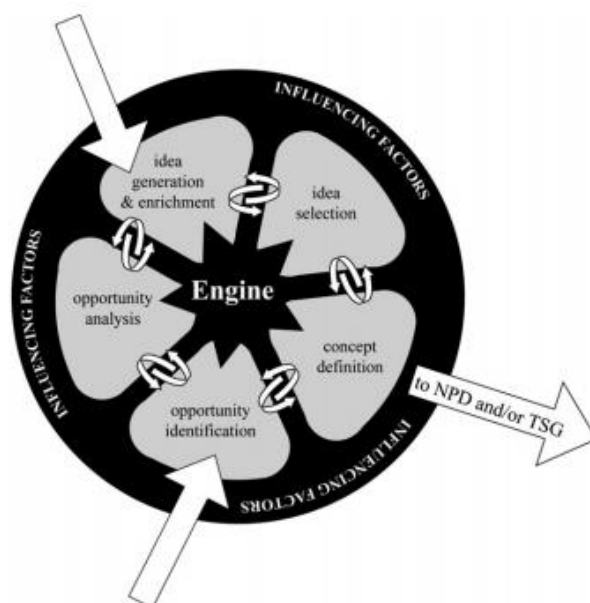 INFLUENCING FACTORS
idea
generation
& enrichment
idea
selection
INFLUENCING FACTORS
Engine
opportunity
analysis
concept
definition
opportunity
identification
to NPD and/or TSG
INFLUENCING FACTORS